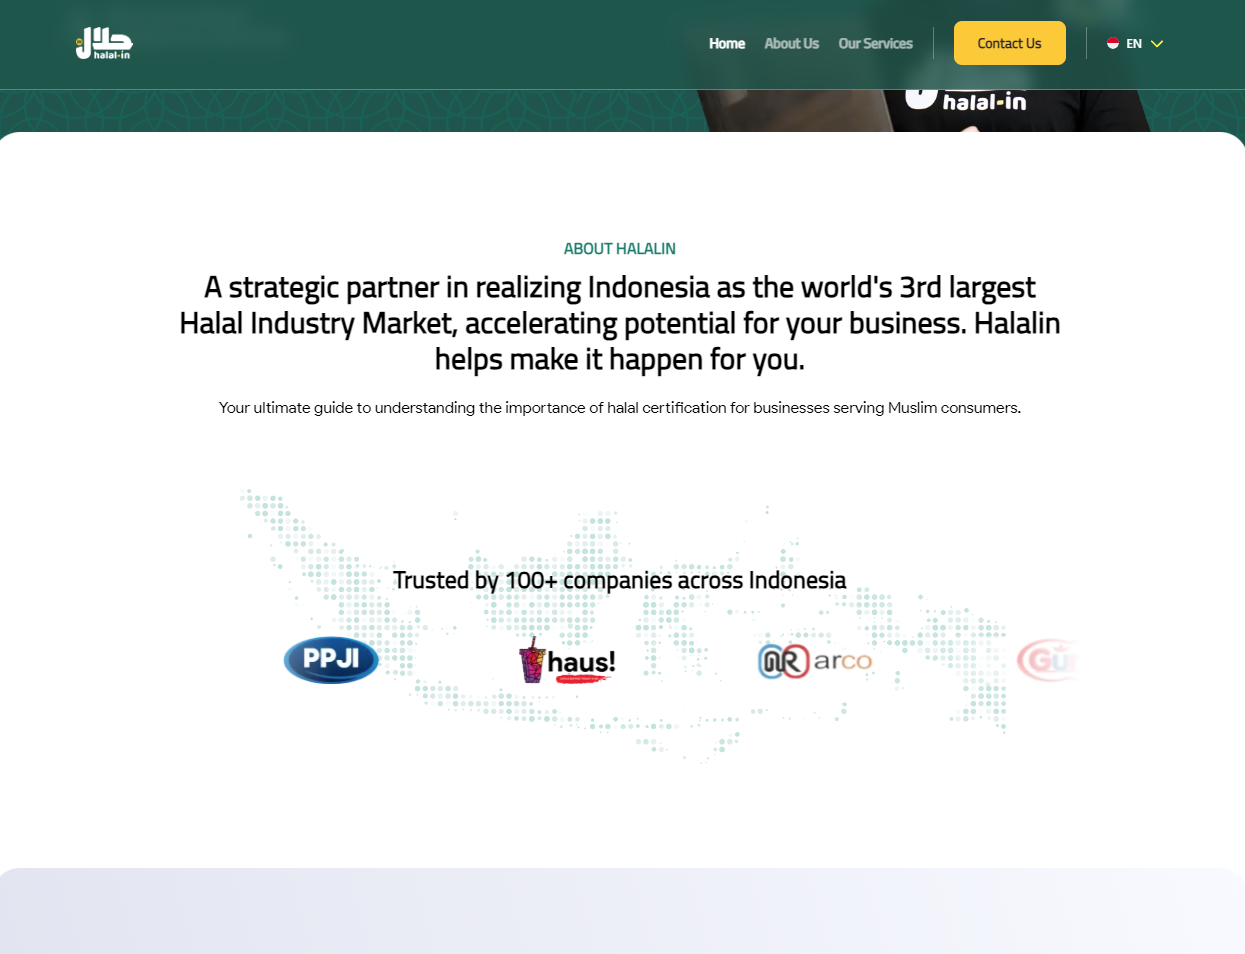 حلال
halal-in
Home
About Us
Our Services
Contact Us
EN
halal-in
ABOUT HALALIN
A strategic partner in realizing Indonesia as the world's 3rd largest
Halal Industry Market, accelerating potential for your business. Halalin
helps make it happen for you.
Your ultimate guide to understanding the importance of halal certification for businesses serving Muslim consumers.
Trusted by 100+ companies across Indonesia
PPJI
haus!
arco